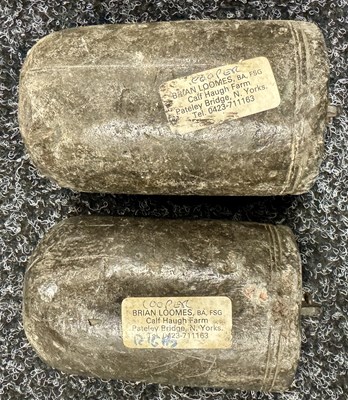 COOPER
BRIAN LOOMES, BA, FSG
Calf Haugh Farm
Pateley Bridge, N. Yorks.
Tel. 0423-711163
COOPER
BRIAN LOOMES, BA, FSG
Calf Haugh Farm
Pateley Bridge, N. Yorks.
0423-711163